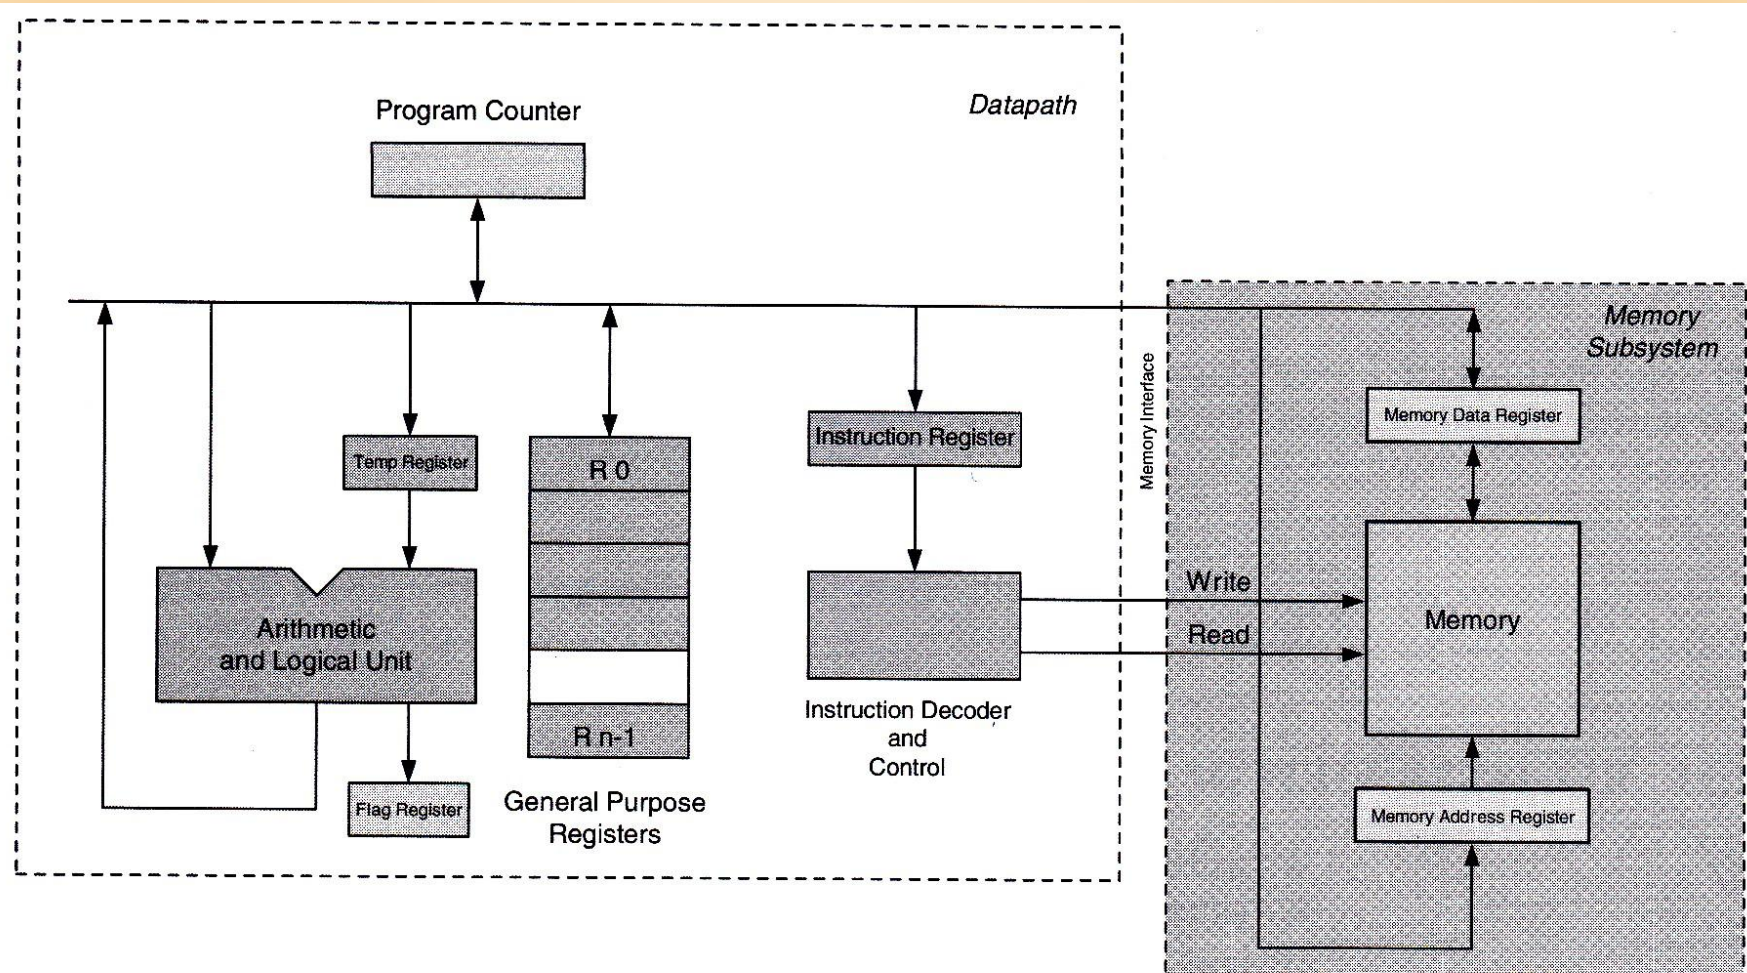 Program Counter
Datapath
Memory
Subsystem
Memory Interface
Memory Data Register
Instruction Register
Temp Register
R 0
Write
Read
Memory
Arithmetic
and Logical Unit
R n-1
Instruction Decoder
and
Control
General Purpose
Registers
Flag Register
Memory Address Register